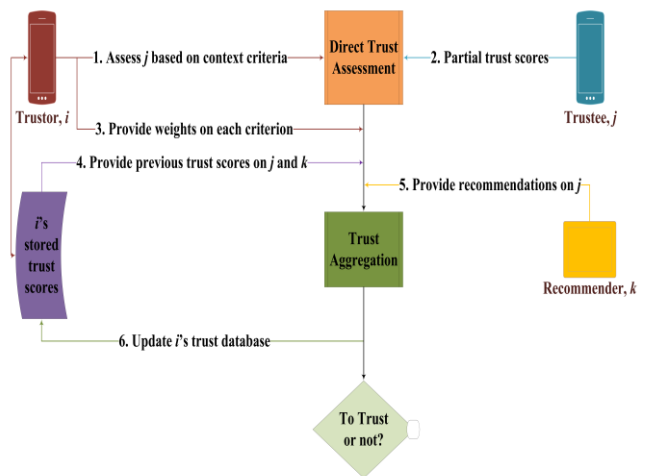 1. Assess j based on context criteria
Direct Trust
Assessment
2. Partial trust scores
Trustor, i
Trustee, j
3. Provide weights on each criterion
4. Provide previous trust scores on j and k
5. Provide recommendations on j
i's
stored
trust
scores
Trust
Aggregation
Recommender, k
6. Update i's trust database
To Trust
or not?